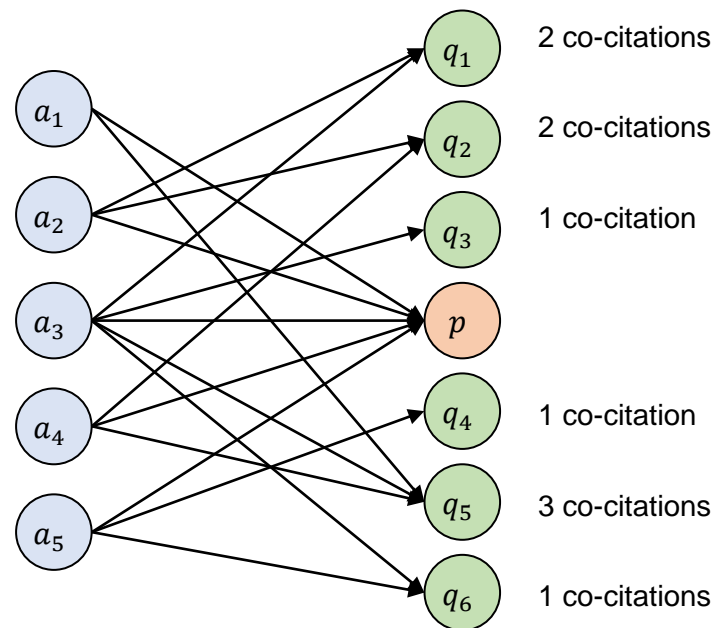 q₁ 2 co-citations
a₁
q₂ 2 co-citations
a₂
q₃ 1 co-citation
a₃ p
a₄
q₄ 1 co-citation
q₅ 3 co-citations
a₅
q₆ 1 co-citations